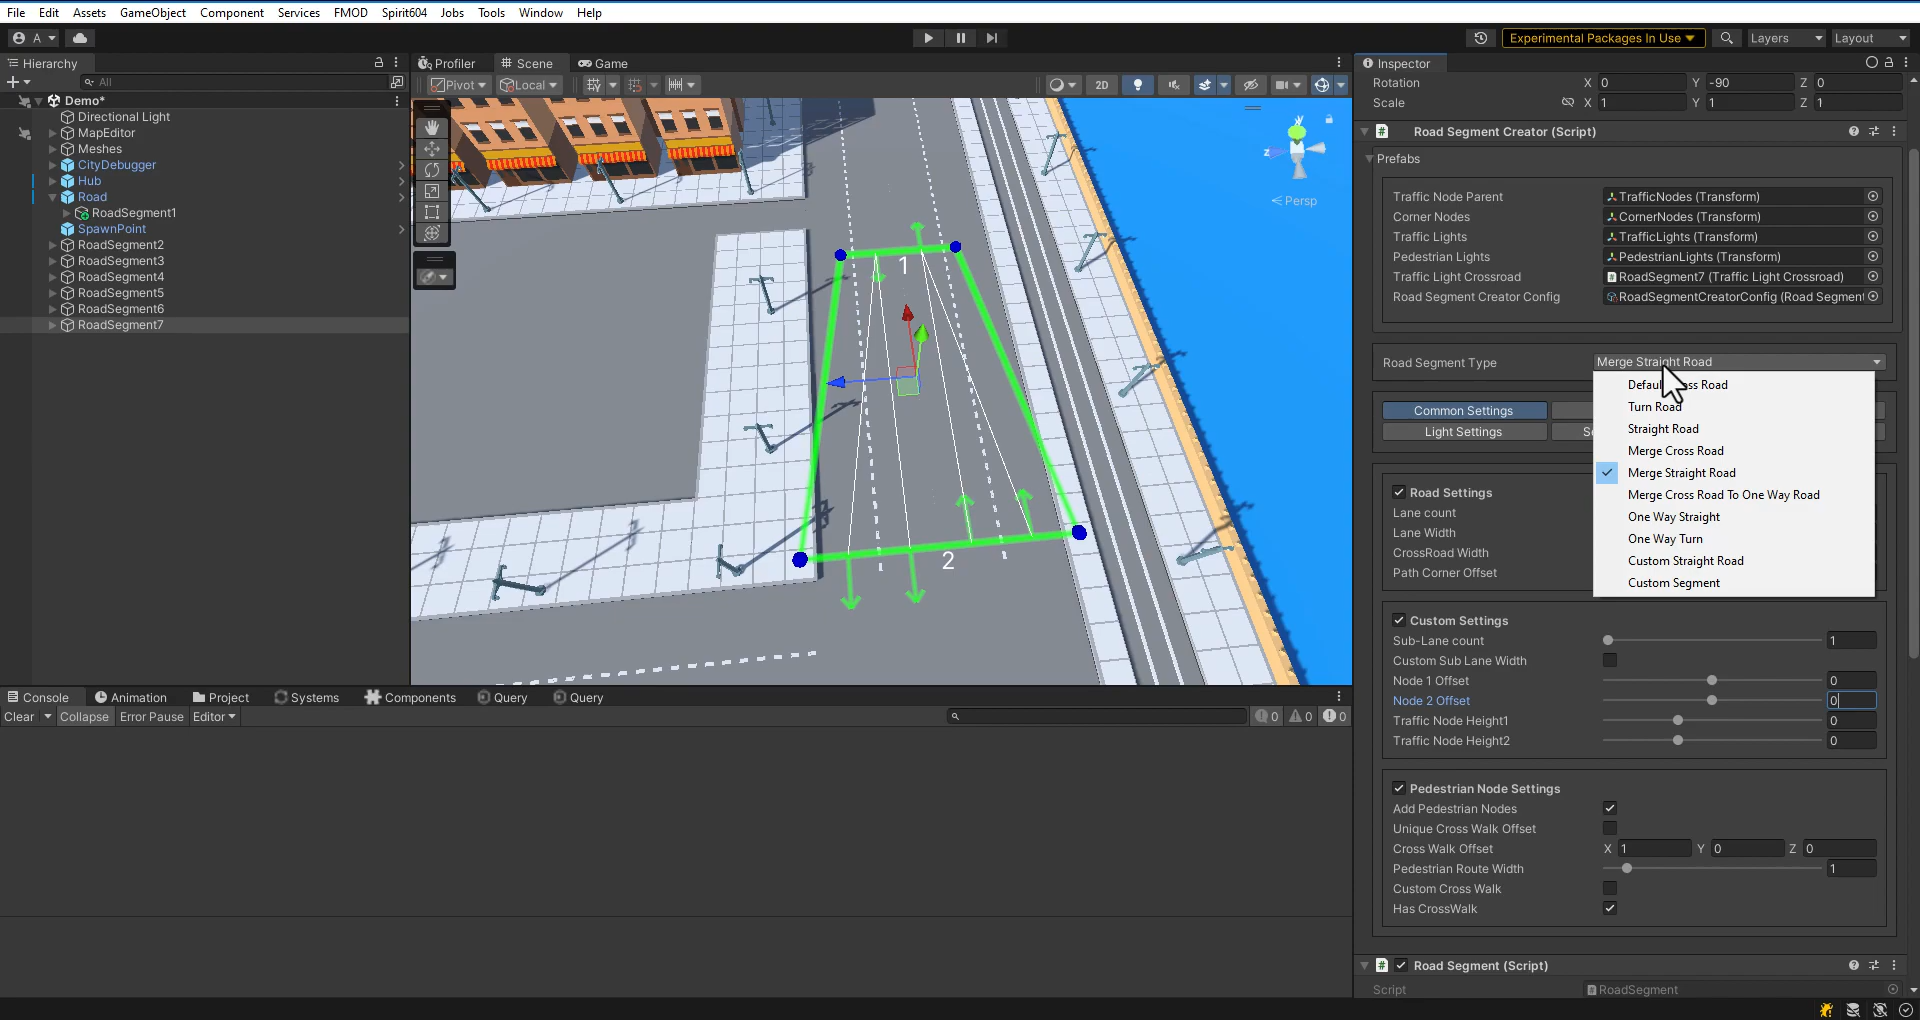 File Edit Assets GameObject Component Services FMOD Spirit604 Jobs Tools Window Help
A Experimental Packages In Use Layers Layout
Hierarchy
All
Demo*
Directional Light
MapEditor
Meshes
CityDebugger
Hub
Road
RoadSegment1
SpawnPoint
RoadSegment2
RoadSegment3
RoadSegment4
RoadSegment5
RoadSegment6
RoadSegment7
Profiler Scene Game
Pivot Local 2D
z
Persp
1
2
Console Animation Project Systems Components Query Query
Clear Collapse Error Pause Editor 0 0 0
Inspector
Rotation X 0 Y -90 Z 0
Scale X 1 Y 1 Z 1
Road Segment Creator (Script)
Prefabs
Traffic Node Parent TrafficNodes (Transform)
Corner Nodes CornerNodes (Transform)
Traffic Lights TrafficLights (Transform)
Pedestrian Lights PedestrianLights (Transform)
Traffic Light Crossroad RoadSegment7 (Traffic Light Crossroad)
Road Segment Creator Config RoadSegmentCreatorConfig (Road Segment
Road Segment Type Merge Straight Road
Turn Road
Straight Road
Merge Cross Road
Merge Straight Road
Merge Cross Road To One Way Road
One Way Straight
One Way Turn
Custom Straight Road
Custom Segment
Common Settings
Light Settings
Road Settings
Lane count
Lane Width
CrossRoad Width
Path Corner Offset
Custom Settings
Sub-Lane count 1
Custom Sub Lane Width
Node 1 Offset 0
Node 2 Offset 0
Traffic Node Height1 0
Traffic Node Height2 0
Pedestrian Node Settings
Add Pedestrian Nodes
Unique Cross Walk Offset
Cross Walk Offset X 1 Y 0 Z 0
Pedestrian Route Width 1
Custom Cross Walk
Has CrossWalk
Road Segment (Script)
Script RoadSegment